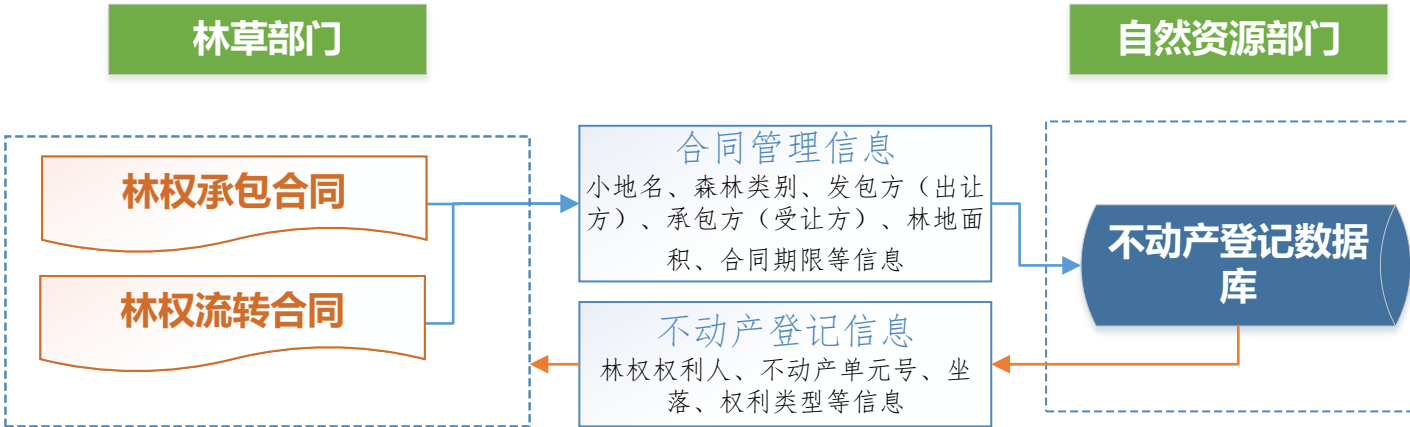 林草部门
自然资源部门
林权承包合同
林权流转合同
合同管理信息
小地名、森林类别、发包方（出让
方）、承包方（受让方）、林地面
积、合同期限等信息
不动产登记信息
林权权利人、不动产单元号、坐
落、权利类型等信息
不动产登记数据
库